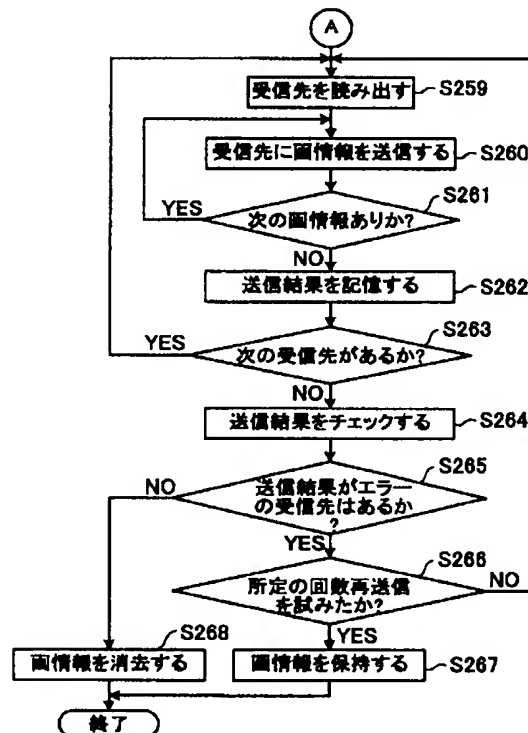 A
受信先を読み出す
S259
受信先に画情報を送信する
S260
S261
YES
次の画情報ありか?
NO
送信結果を記憶する
S262
S263
YES
次の受信先があるか?
NO
送信結果をチェックする
S264
S265
NO
送信結果がエラー
の受信先はあるか
?
YES
S266
所定の回数再送信
を試みたか?
NO
YES
S268
画情報を消去する
画情報を保持する
S267
終了